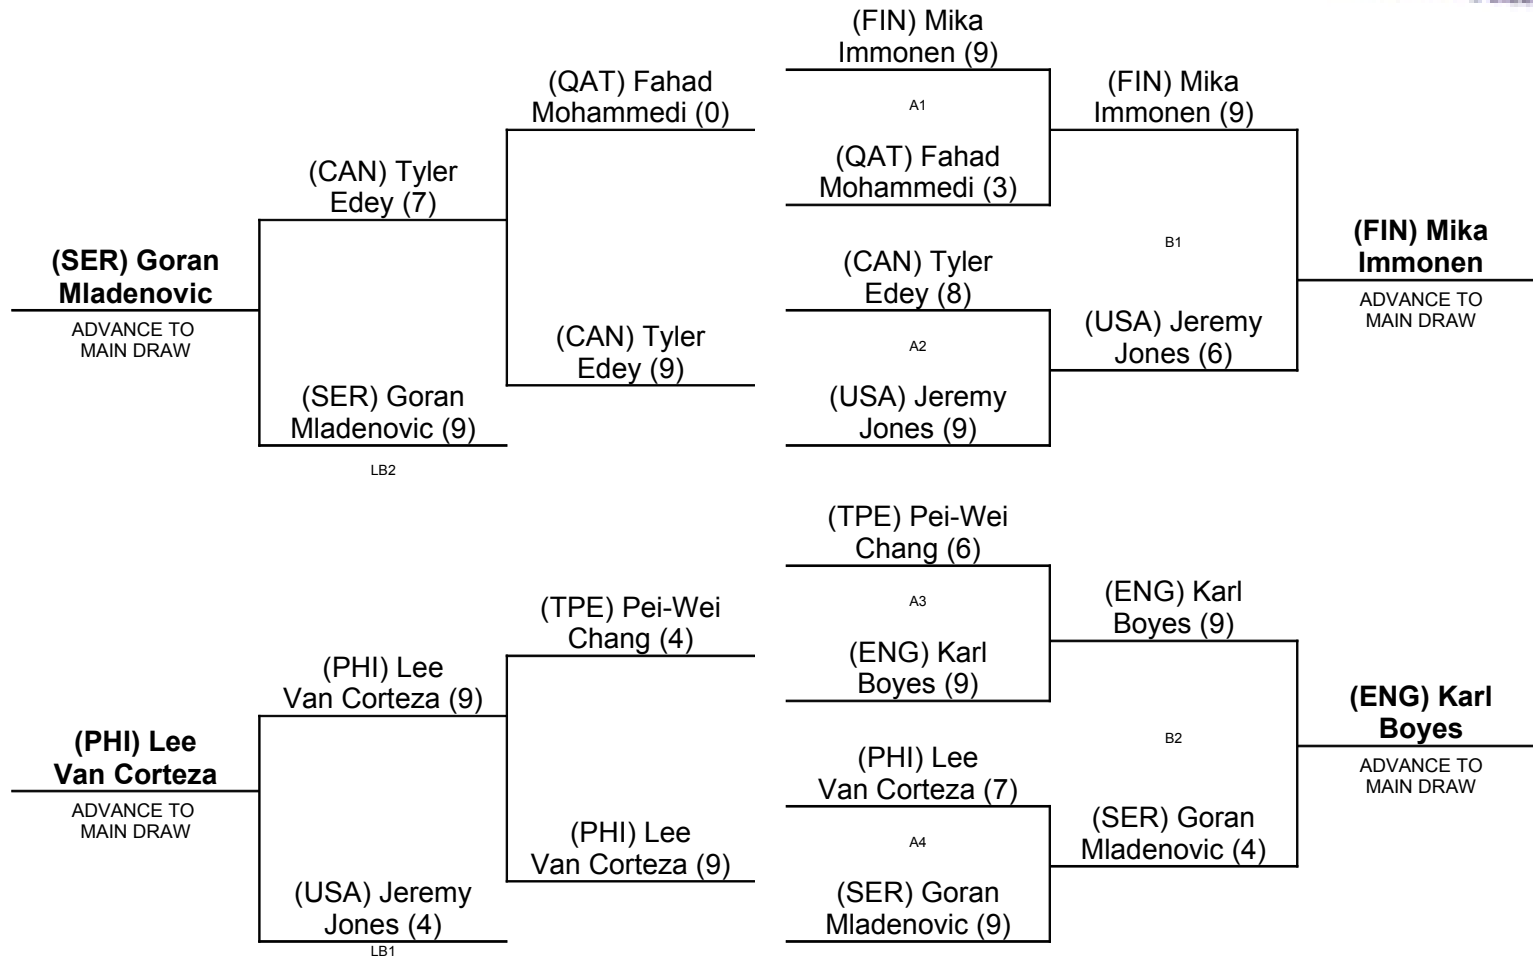 (FIN) Mika
Immonen (9)
(QAT) Fahad
Mohammedi (0)
A1
(FIN) Mika
Immonen (9)
(CAN) Tyler
Edey (7)
(QAT) Fahad
Mohammedi (3)
(SER) Goran
Mladenovic
ADVANCE TO
MAIN DRAW
(CAN) Tyler
Edey (8)
B1
(FIN) Mika
Immonen
ADVANCE TO
MAIN DRAW
(CAN) Tyler
Edey (9)
A2
(USA) Jeremy
Jones (6)
(SER) Goran
Mladenovic (9)
LB2
(USA) Jeremy
Jones (9)
(TPE) Pei-Wei
Chang (6)
(TPE) Pei-Wei
Chang (4)
A3
(ENG) Karl
Boyes (9)
(PHI) Lee
Van Corteza (9)
(ENG) Karl
Boyes (9)
(PHI) Lee
Van Corteza
ADVANCE TO
MAIN DRAW
(PHI) Lee
Van Corteza (7)
B2
(ENG) Karl
Boyes
ADVANCE TO
MAIN DRAW
(PHI) Lee
Van Corteza (9)
A4
(SER) Goran
Mladenovic (4)
(USA) Jeremy
Jones (4)
LB1
(SER) Goran
Mladenovic (9)